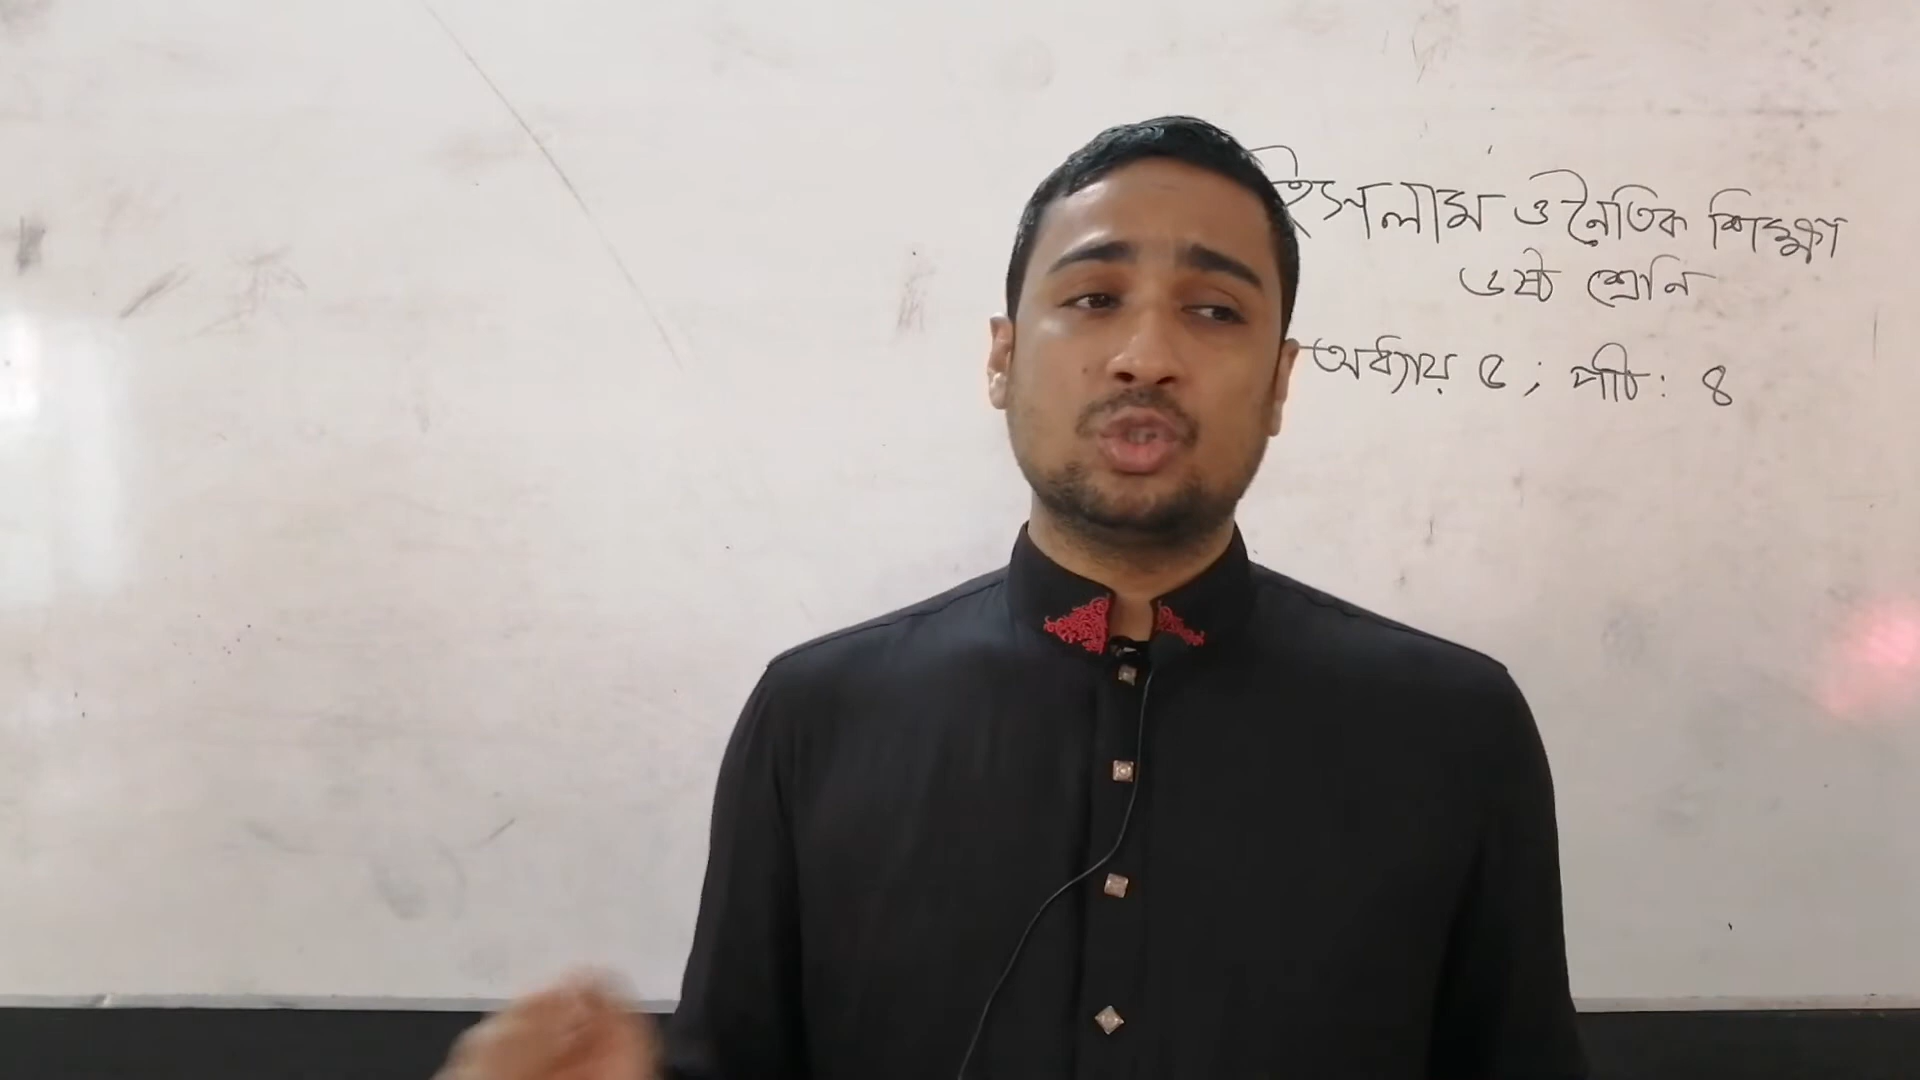 ইসলাম ও নৈতিক শিক্ষা
৬ষ্ঠ শ্রেনি
অধ্যায় ৫ ; পাঠ : ৪